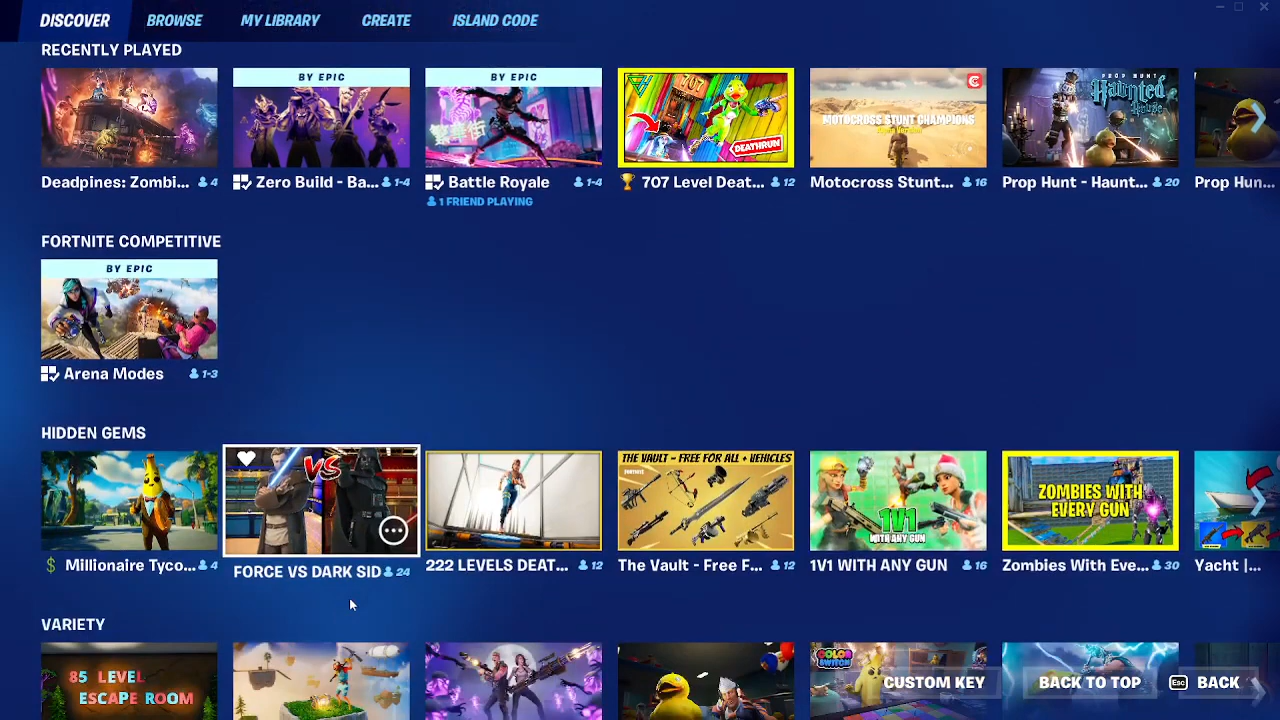 DISCOVER
BROWSE
MY LIBRARY
CREATE
ISLAND CODE
RECENTLY PLAYED
BY EPIC
BY EPIC
繁華街
707
DEATHRUN
MOTOCROSS STUNT CHAMPIONS
PROP HUNT
Haunted
House
Deadpines: Zombi... 4
Zero Build - Ba... 1-4
Battle Royale 1-4
707 Level Deat... 12
Motocross Stunt... 16
Prop Hunt - Haunt... 20
Prop Hun...
1 FRIEND PLAYING
FORTNITE COMPETITIVE
BY EPIC
Arena Modes 1-3
HIDDEN GEMS
VS
THE VAULT - FREE FOR ALL + VEHICLES
1V1
WITH ANY GUN
ZOMBIES WITH
EVERY GUN
$ Millionaire Tyco... 4
FORCE VS DARK SID 24
222 LEVELS DEAT... 12
The Vault - Free F... 12
1V1 WITH ANY GUN 16
Zombies With Eve... 30
Yacht |...
VARIETY
85 LEVEL
ESCAPE ROOM
COLOR
SWITCH
CUSTOM KEY
BACK TO TOP
Esc BACK